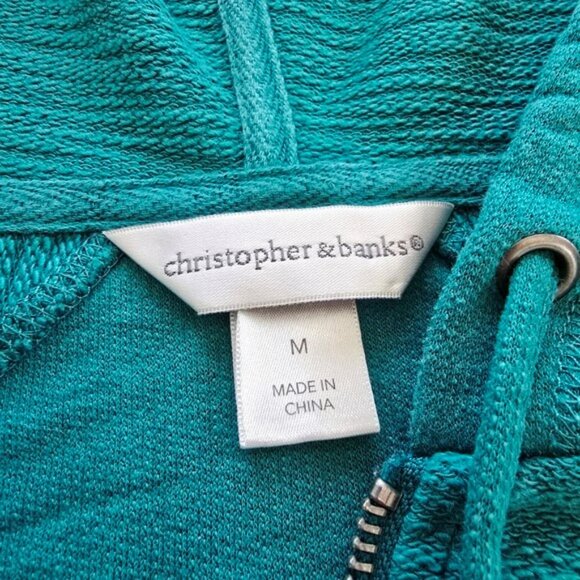 christopher & banks®
M
MADE IN
CHINA